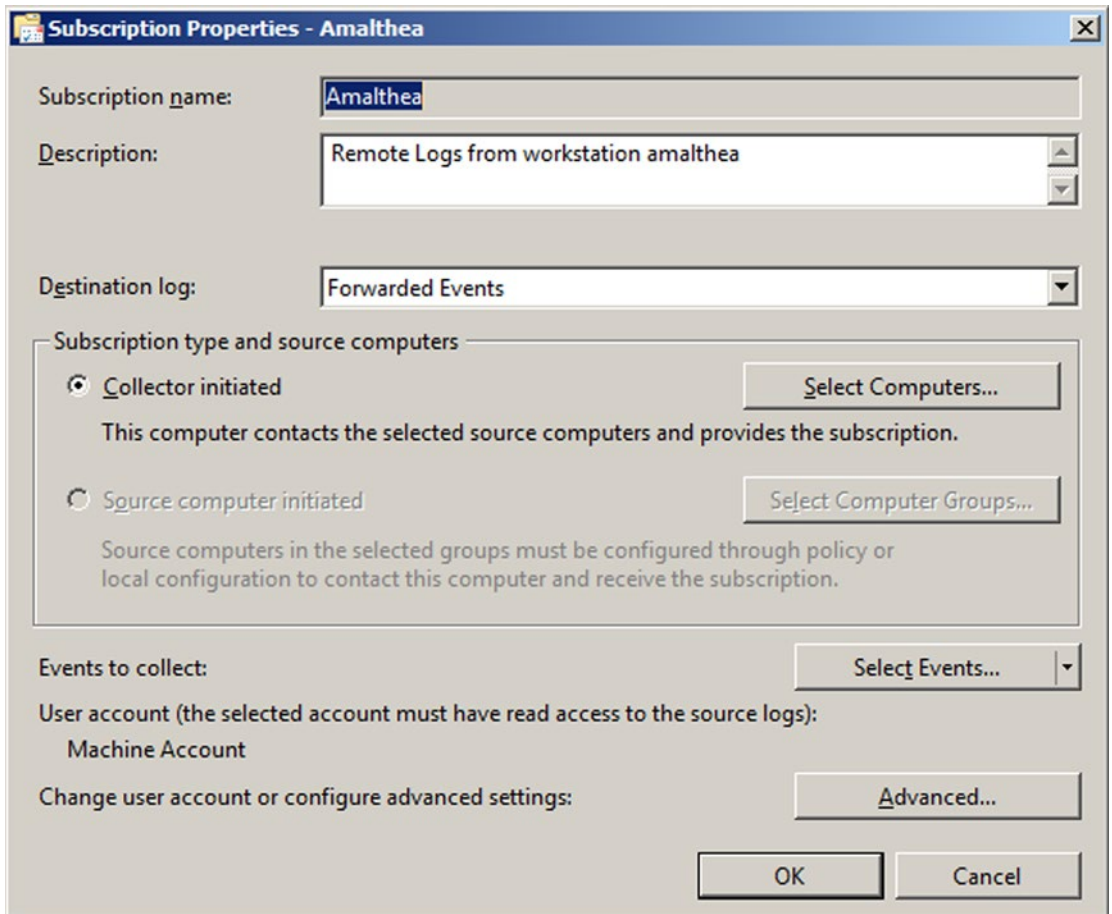 Subscription Properties - Amalthea
Subscription name:
Amalthea
Description:
Remote Logs from workstation amalthea
Destination log:
Forwarded Events
Subscription type and source computers
Collector initiated
Select Computers...
This computer contacts the selected source computers and provides the subscription.
Source computer initiated
Select Computer Groups...
Source computers in the selected groups must be configured through policy or
local configuration to contact this computer and receive the subscription.
Events to collect:
Select Events...
User account (the selected account must have read access to the source logs):
Machine Account
Change user account or configure advanced settings:
Advanced...
OK
Cancel